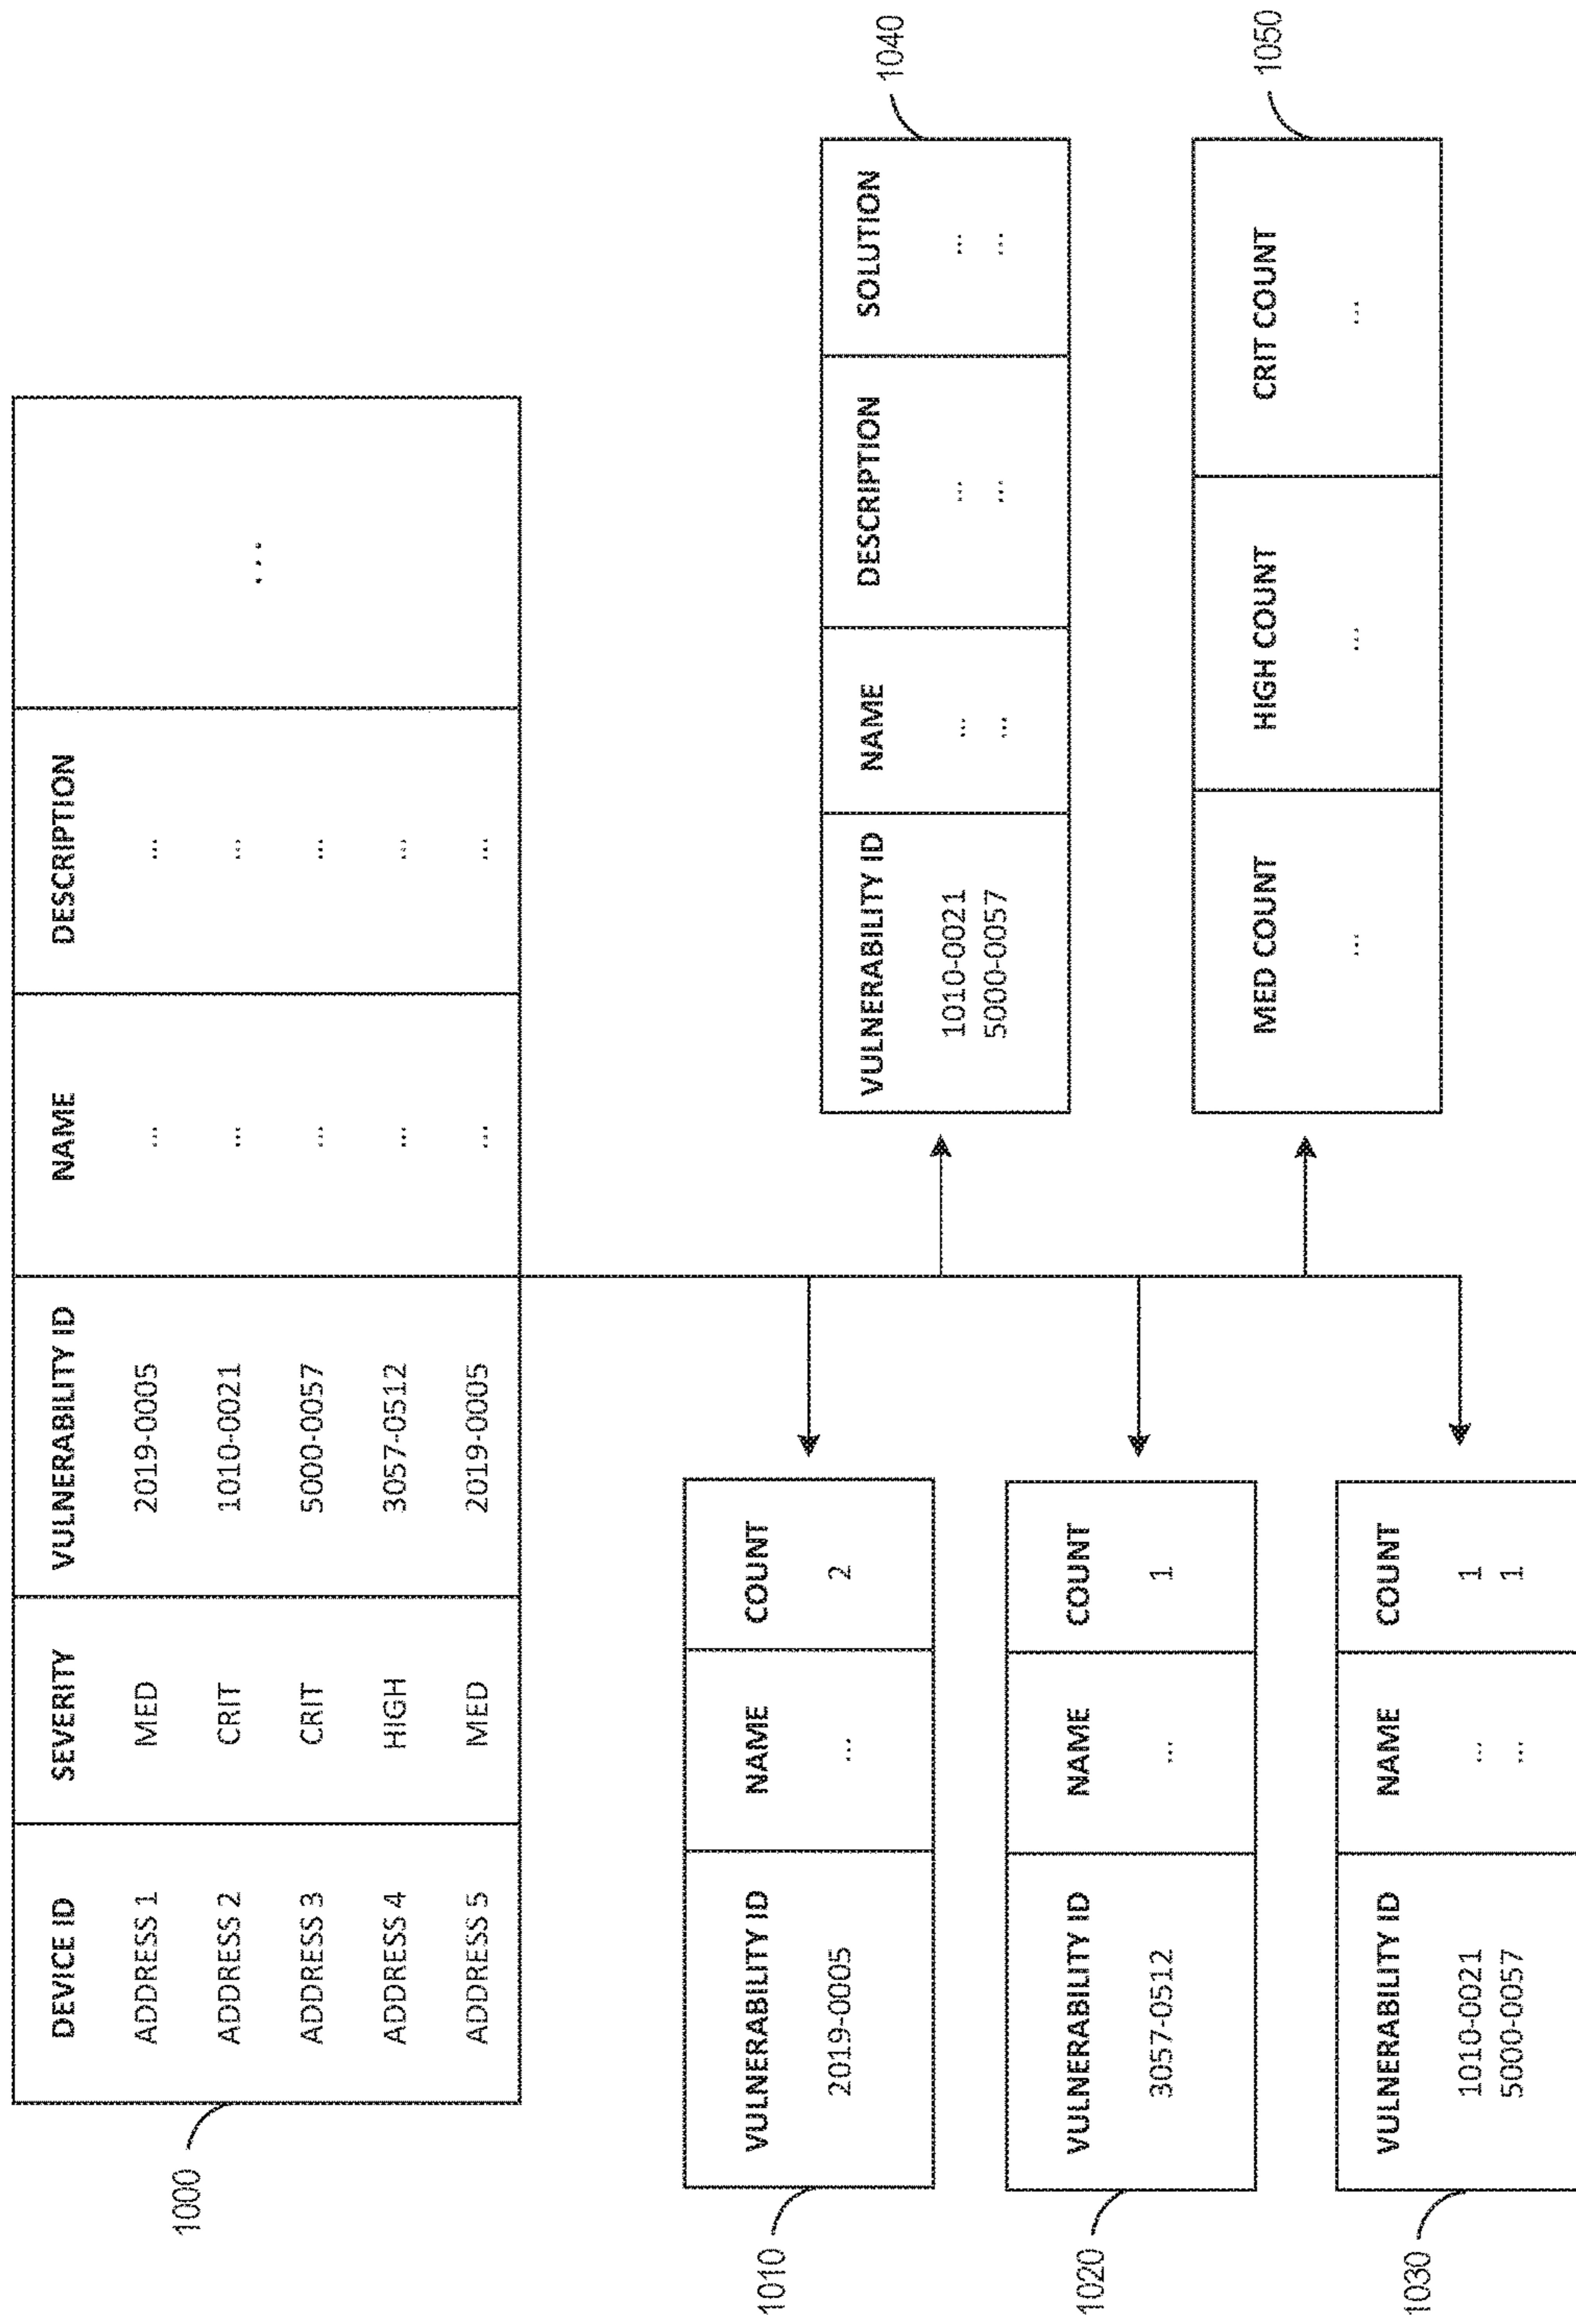 1000
DEVICE ID SEVERITY VULNERABILITY ID NAME DESCRIPTION
ADDRESS 1 MED 2019-0005 ... ...
ADDRESS 2 CRIT 1010-0021 ... ...
ADDRESS 3 CRIT 5000-0057 ... ... ...
ADDRESS 4 HIGH 3057-0512 ... ...
ADDRESS 5 MED 2019-0005 ... ...
1010
VULNERABILITY ID NAME COUNT
2019-0005 ... 2
1020
VULNERABILITY ID NAME COUNT
3057-0512 ... 1
1030
VULNERABILITY ID NAME COUNT
1010-0021 ... 1
5000-0057 ... 1
1040
VULNERABILITY ID NAME DESCRIPTION SOLUTION
1010-0021 ... ... ...
5000-0057 ... ... ...
1050
MED COUNT HIGH COUNT CRIT COUNT
... ... ...